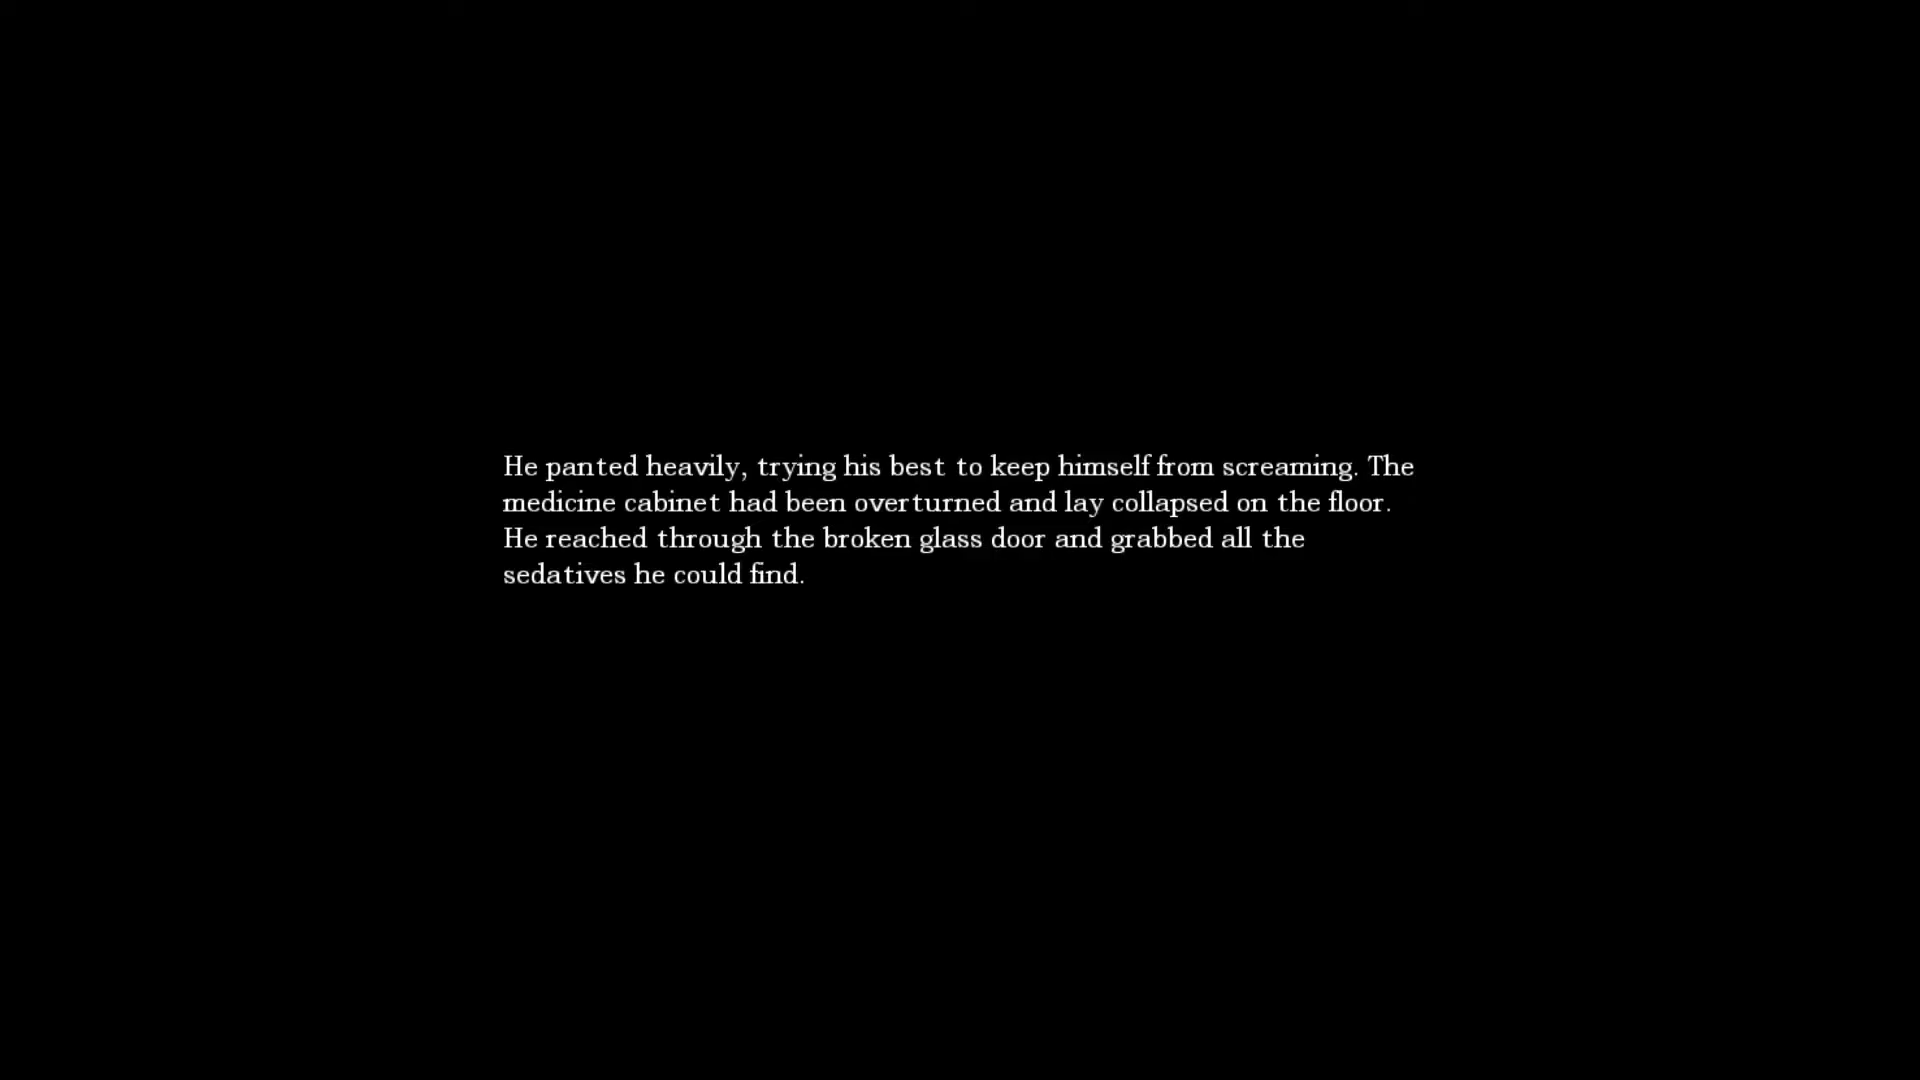 He panted heavily, trying his best to keep himself from screaming. The
medicine cabinet had been overturned and lay collapsed on the floor.
He reached through the broken glass door and grabbed all the
sedatives he could find.